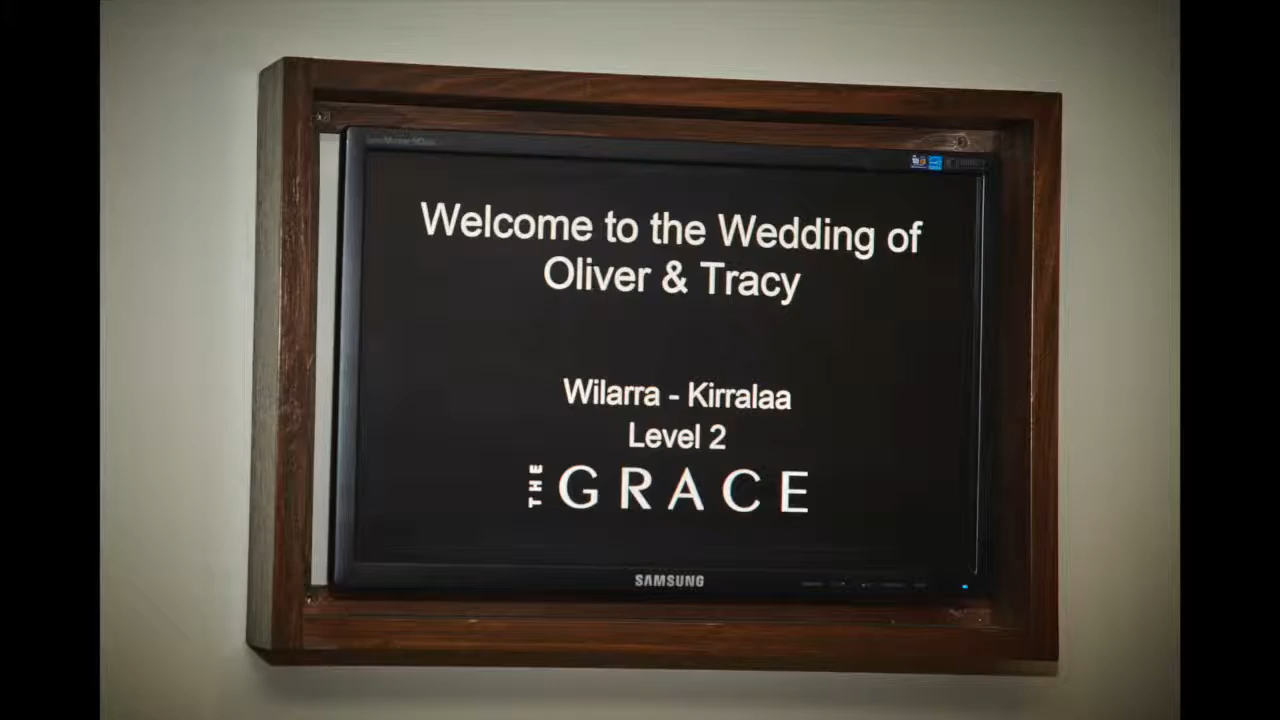 Welcome to the Wedding of
Oliver & Tracy
Wilarra - Kirralaa
Level 2
THE GRACE
SAMSUNG